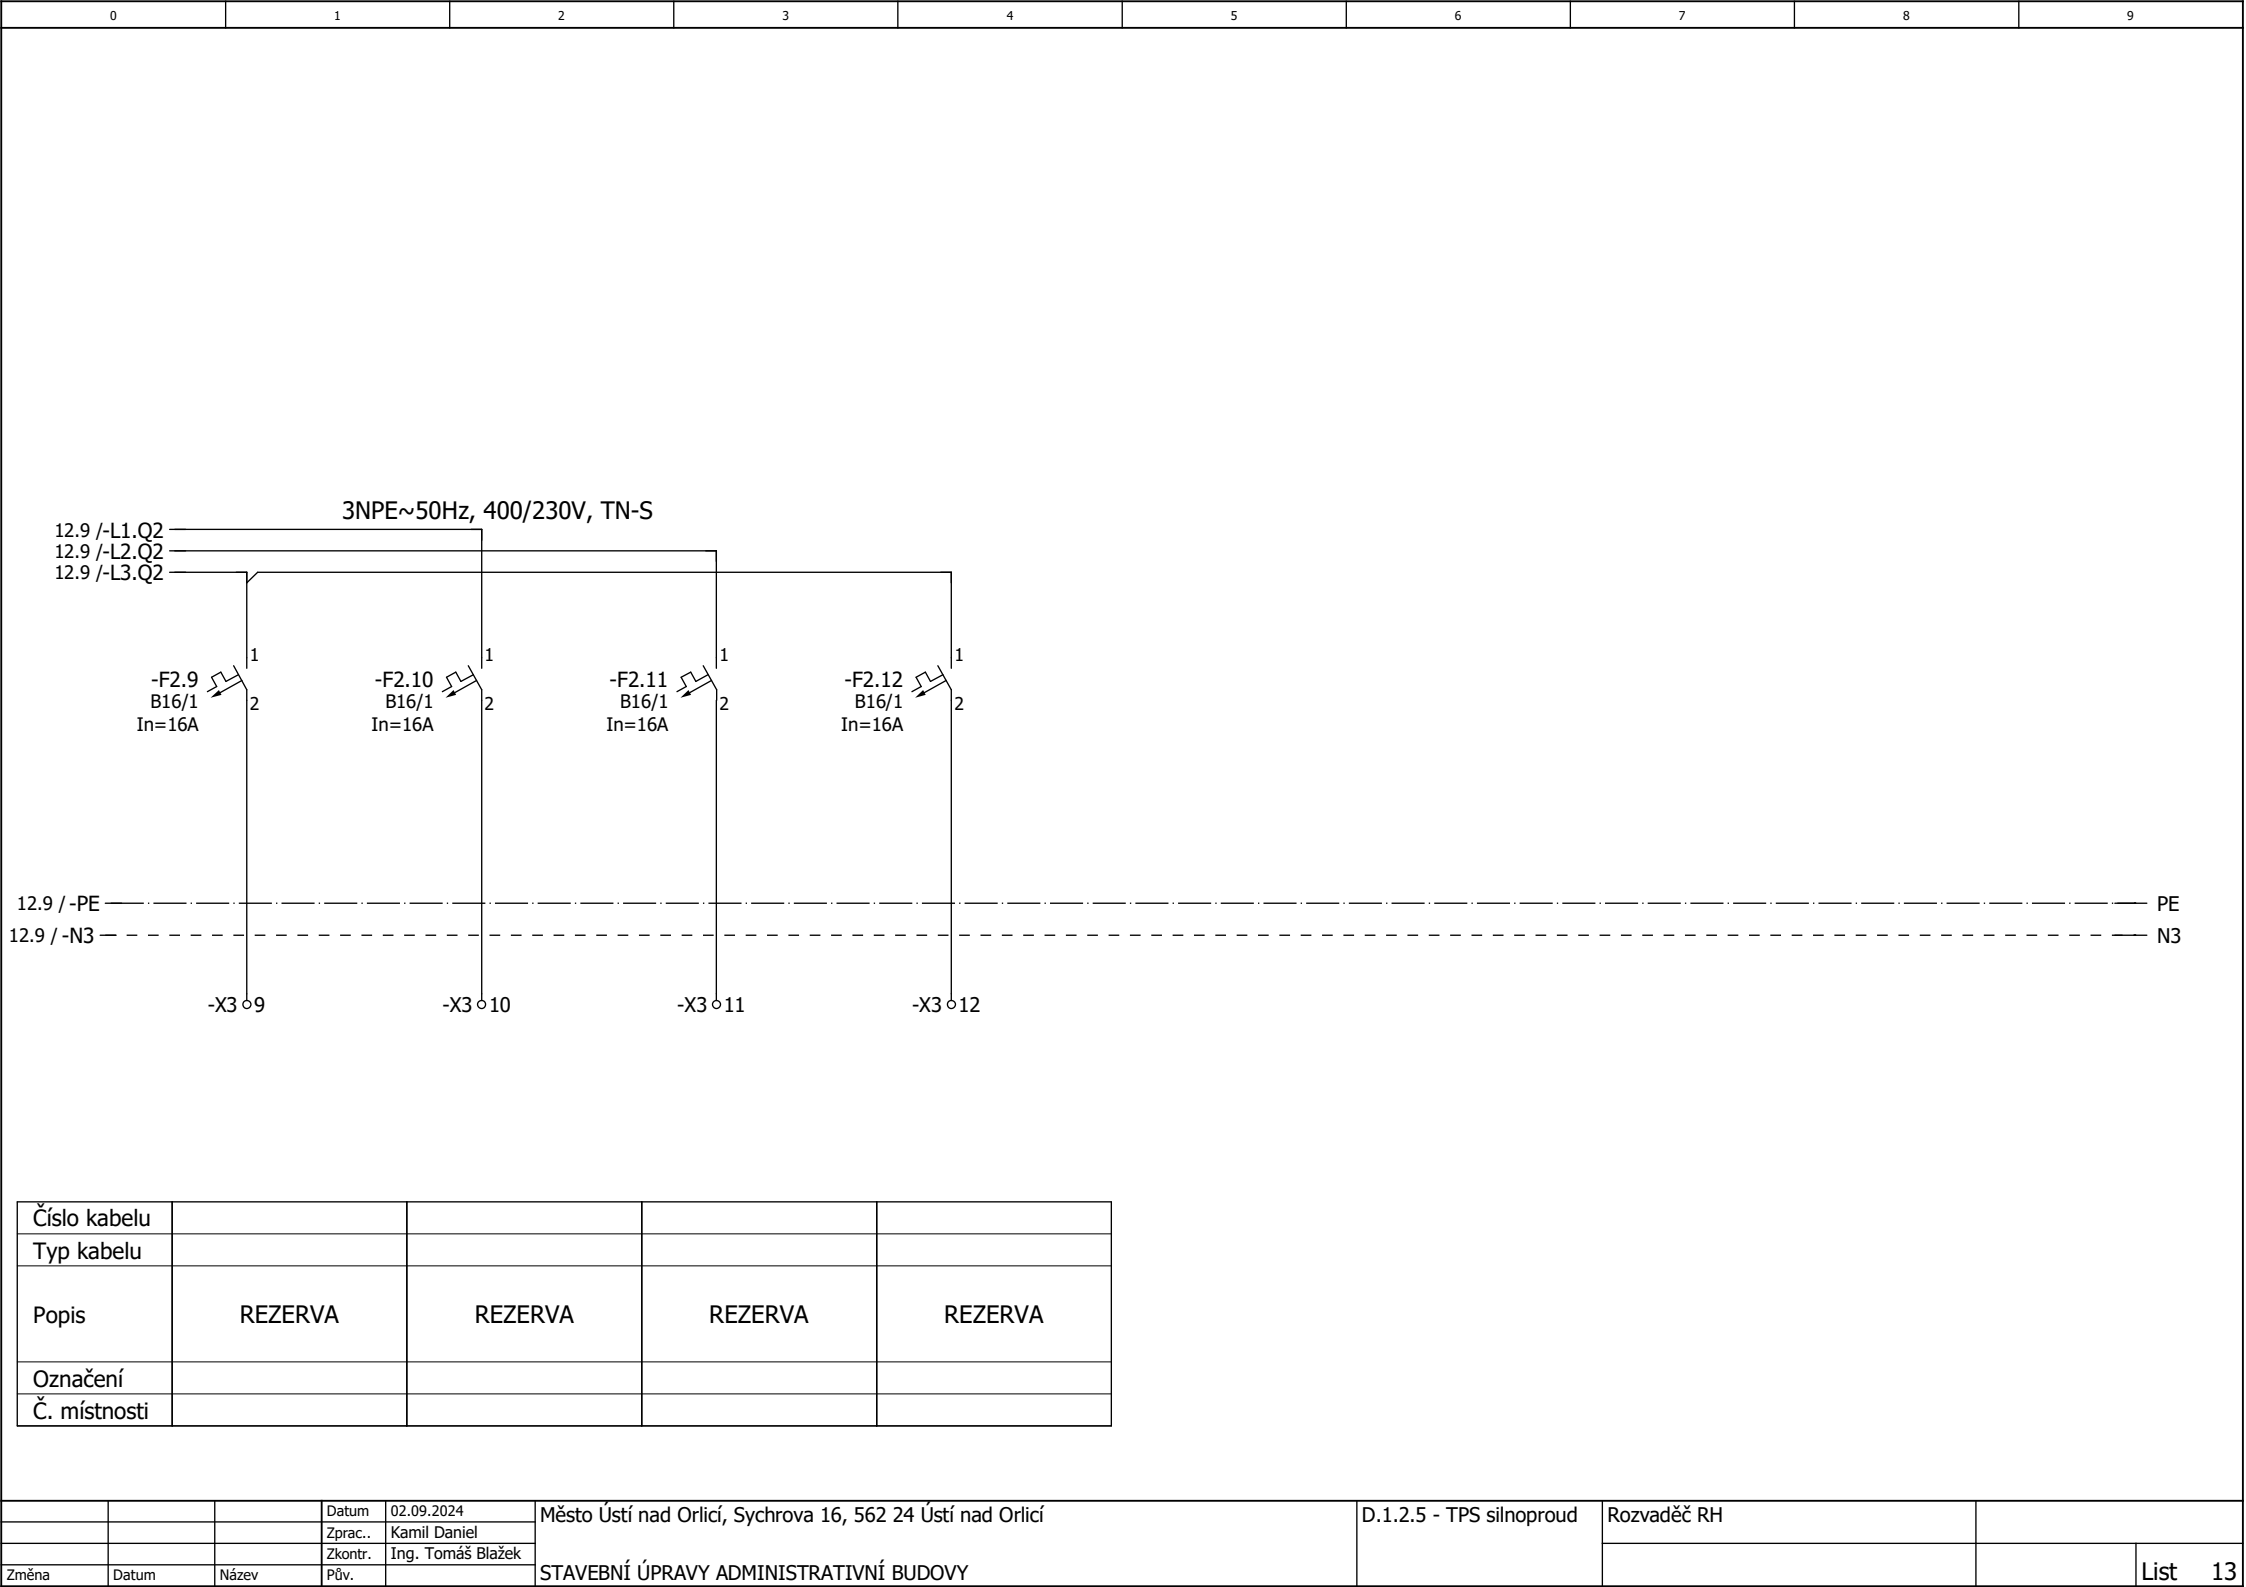 0 1 2 3 4 5 6 7 8 9
3NPE~50Hz, 400/230V, TN-S
12.9 /-L1.Q2
12.9 /-L2.Q2
12.9 /-L3.Q2
1 1 1 1
-F2.9 -F2.10 -F2.11 -F2.12
B16/1 B16/1 B16/1 B16/1
2 2 2 2
In=16A In=16A In=16A In=16A
12.9 / -PE PE
12.9 / -N3 N3
-X3 9 -X3 10 -X3 11 -X3 12
Číslo kabelu
Typ kabelu
Popis REZERVA REZERVA REZERVA REZERVA
Označení
Č. místnosti
Datum 02.09.2024 Město Ústí nad Orlicí, Sychrova 16, 562 24 Ústí nad Orlicí D.1.2.5 - TPS silnoproud Rozvaděč RH
Zprac.. Kamil Daniel
Zkontr. Ing. Tomáš Blažek
Změna Datum Název Pův. STAVEBNÍ ÚPRAVY ADMINISTRATIVNÍ BUDOVY List 13